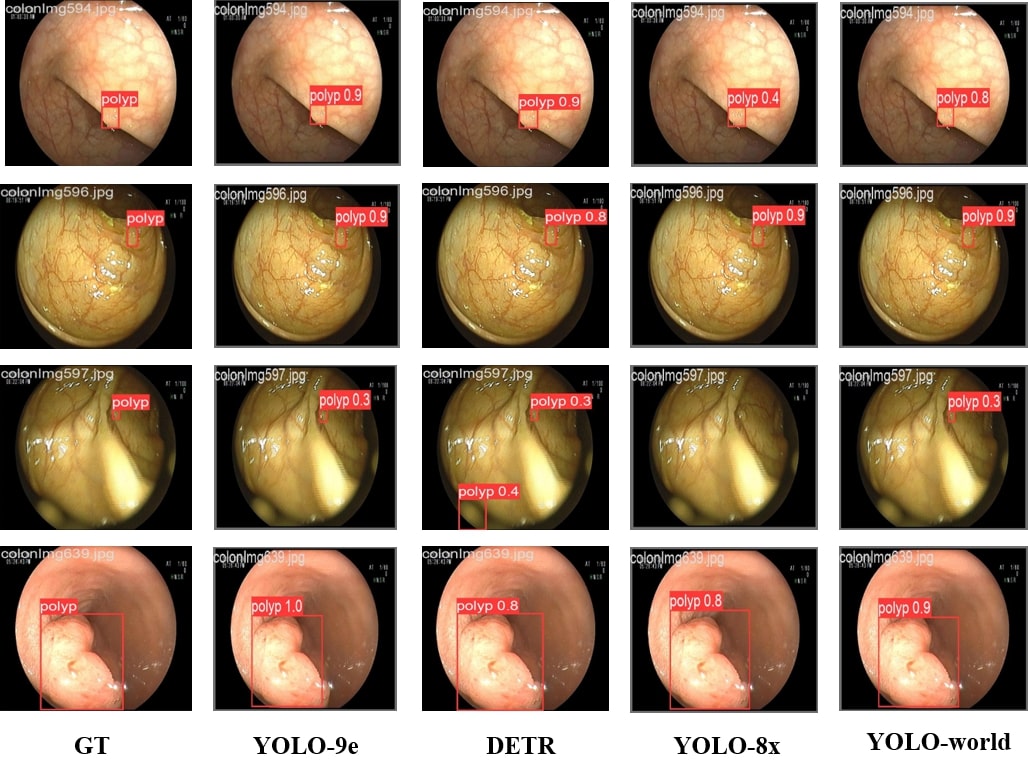 colonImg594.jpg
colonImg594.jpg
colonImg594.jpg
colonImg594.jpg
colonImg594.jpg
polyp
polyp 0.9
polyp 0.9
polyp 0.4
polyp 0.8
colonImg596.jpg
colonImg596.jpg
colonImg596.jpg
colonImg596.jpg
colonImg596.jpg
polyp
polyp 0.9
polyp 0.8
polyp 0.9
polyp 0.9
colonImg597.jpg
colonImg597.jpg
colonImg597.jpg
colonImg597.jpg
colonImg597.jpg
polyp
polyp 0.3
polyp 0.3
polyp 0.3
polyp 0.4
colonImg639.jpg
colonImg639.jpg
colonImg639.jpg
colonImg639.jpg
colonImg639.jpg
polyp
polyp 1.0
polyp 0.8
polyp 0.8
polyp 0.9
GT
YOLO-9e
DETR
YOLO-8x
YOLO-world